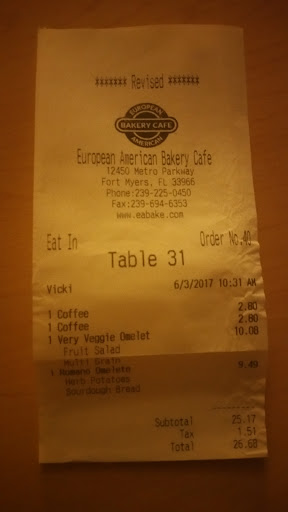 ******* Revised *******
EUROPEAN
BAKERY CAFE
AMERICAN
European American Bakery Cafe
12450 Metro Parkway
Fort Myers, FL 33966
Phone:239-225-0450
Fax:239-694-6353
www.eabake.com
Eat In Order No.40
Table 31
Vicki 6/3/2017 10:31 AM
1 Coffee 2.80
1 Coffee 2.80
1 Very Veggie Omelet 10.08
Fruit Salad
Multi Grain
1 Romano Omelete 9.49
Herb Potatoes
Sourdough Bread
Subtotal 25.17
Tax 1.51
Total 26.68